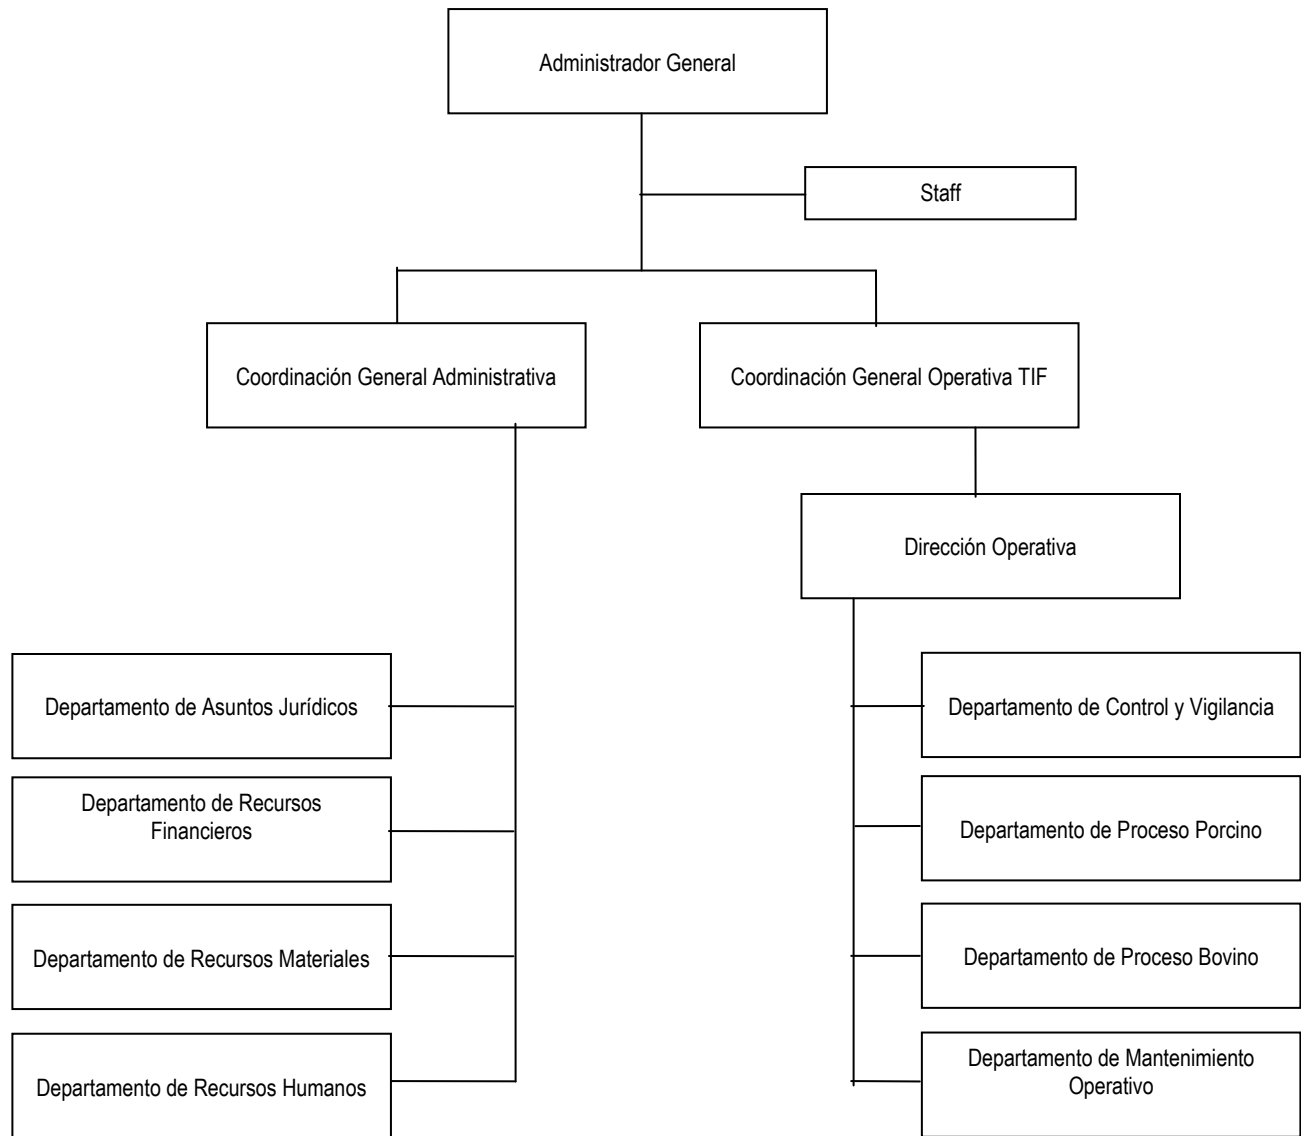 Administrador General
Staff
Coordinación General Administrativa
Coordinación General Operativa TIF
Dirección Operativa
Departamento de Asuntos Jurídicos
Departamento de Control y Vigilancia
Departamento de Recursos
Financieros
Departamento de Proceso Porcino
Departamento de Recursos Materiales
Departamento de Proceso Bovino
Departamento de Recursos Humanos
Departamento de Mantenimiento
Operativo